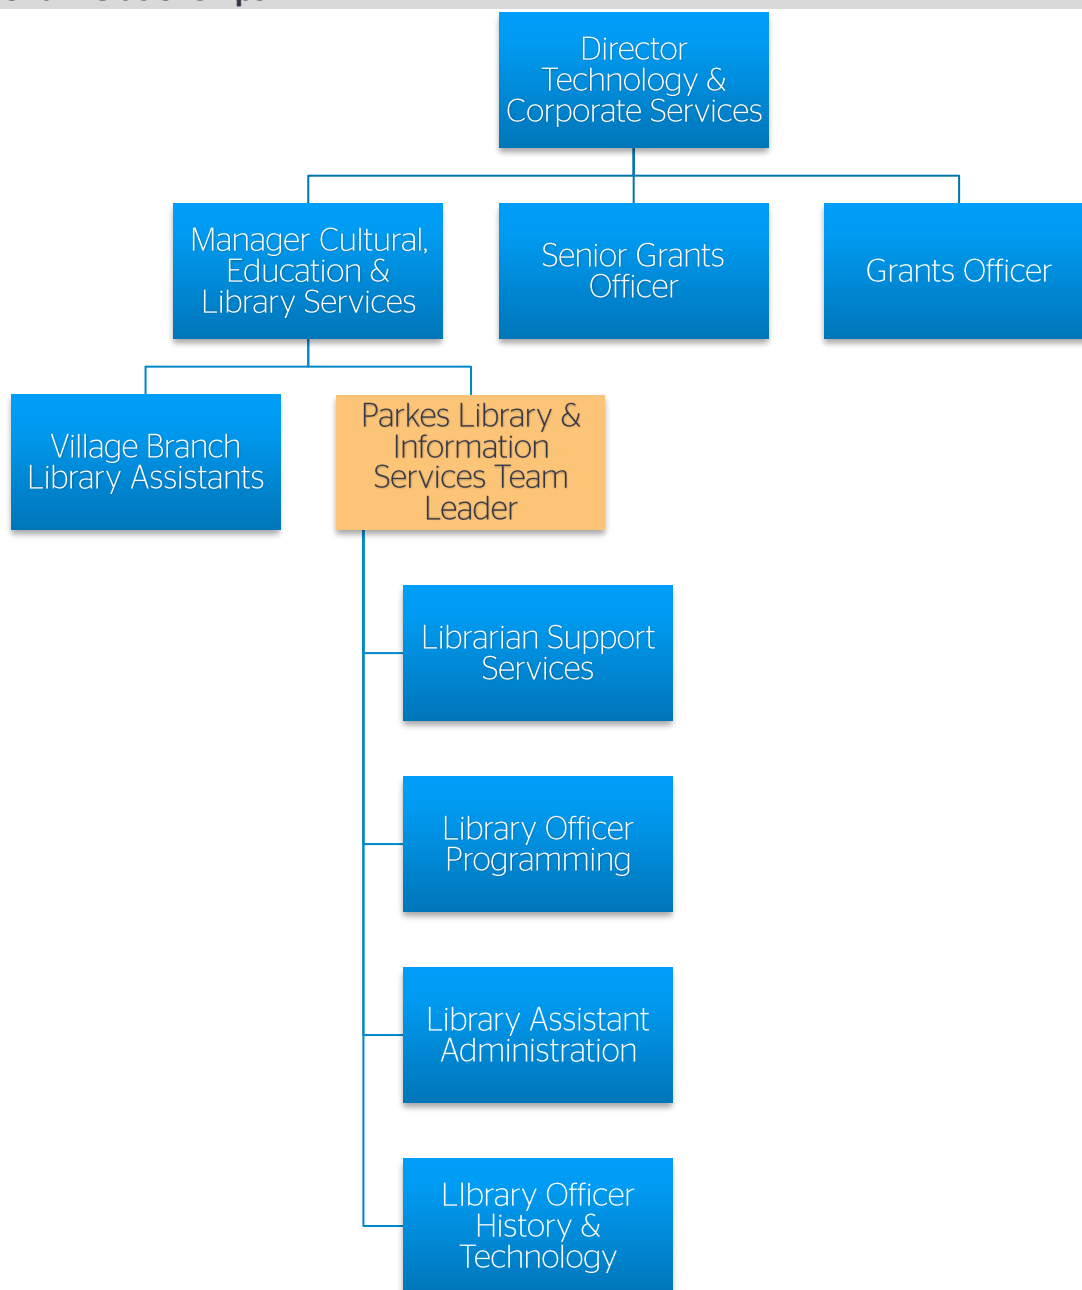 Director
Technology &
Corporate Services
Manager Cultural,
Education &
Library Services
Senior Grants
Officer
Grants Officer
Village Branch
Library Assistants
Parkes Library &
Information
Services Team
Leader
Librarian Support
Services
Library Officer
Programming
Library Assistant
Administration
LIbrary Officer
History &
Technology